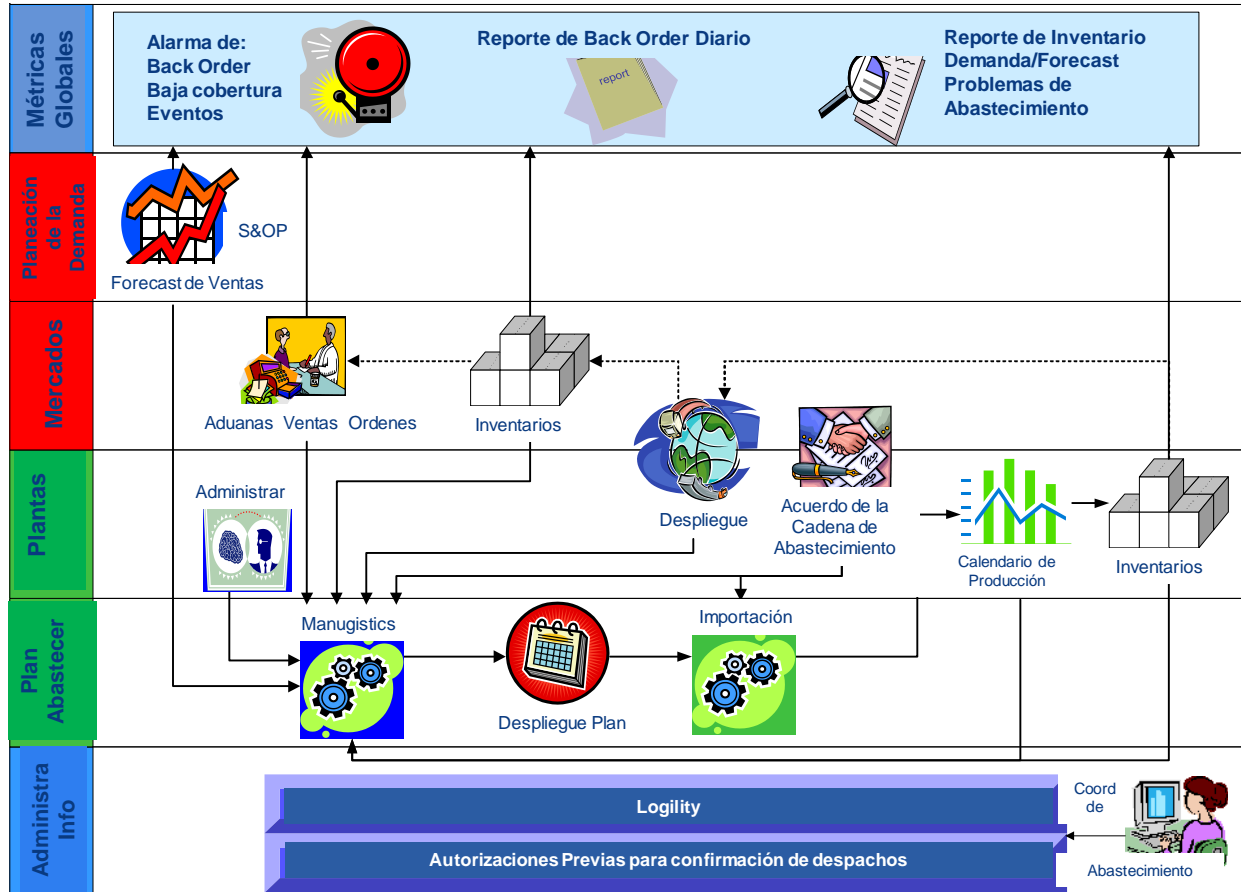 Métricas
Globales
Alarma de:
Back Order
Baja cobertura
Eventos
Reporte de Back Order Diario
report
Reporte de Inventario
Demanda/Forecast
Problemas de
Abastecimiento
Planeación
de la
Demanda
S&OP
Forecast de Ventas
Mercados
Aduanas Ventas Ordenes
Inventarios
Plantas
Administrar
Despliegue
Acuerdo de la
Cadena de
Abastecimiento
Calendario de
Producción
Inventarios
Plan
Abastecer
Manugistics
Despliegue Plan
Importación
Administra
Info
Logility
Autorizaciones Previas para confirmación de despachos
Coord
de
Abastecimiento